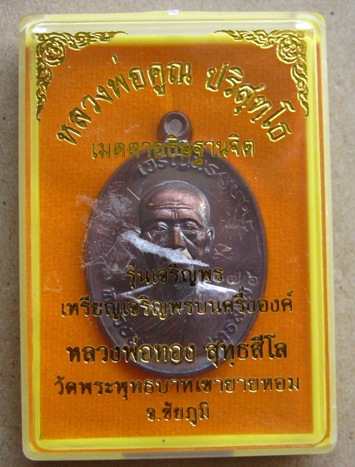 หลวงพ่อคูณ ปริสุทฺโธ
เมตตาอธิษฐานจิต
รุ่นเจริญพร
เหรียญเจริญพรบนครึ่งองค์
หลวงพ่อทอง สุทฺธสีโล
วัดพระพุทธบาทเขายายหอม
จ.ชัยภูมิ